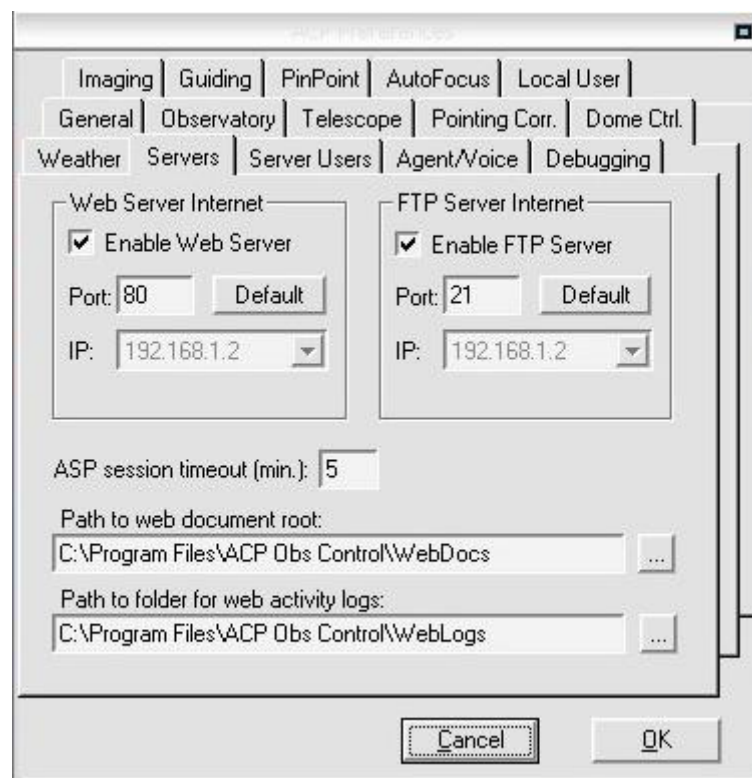 ACP Preferences
Imaging Guiding PinPoint AutoFocus Local User
General Observatory Telescope Pointing Corr. Dome Ctrl.
Weather Servers Server Users Agent/Voice Debugging
Web Server Internet
Enable Web Server
Port: 80 Default
IP: 192.168.1.2
FTP Server Internet
Enable FTP Server
Port: 21 Default
IP: 192.168.1.2
ASP session timeout (min.): 5
Path to web document root:
C:\Program Files\ACP Obs Control\WebDocs ...
Path to folder for web activity logs:
C:\Program Files\ACP Obs Control\WebLogs ...
Cancel OK